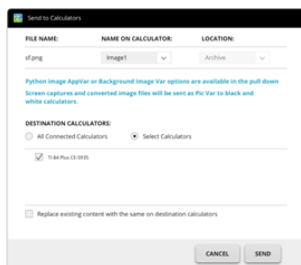 Send to Calculators
FILE NAME: NAME ON CALCULATOR: LOCATION:
sf.png Image1 Archive
Python image AppVar or Background Image Var options are available in the pull down
Screen captures and converted image files will be sent as Pic Var to black and
white calculators.
DESTINATION CALCULATORS:
All Connected Calculators Select Calculators
TI-84 Plus CE-5935
Replace existing content with the same on destination calculators
CANCEL SEND